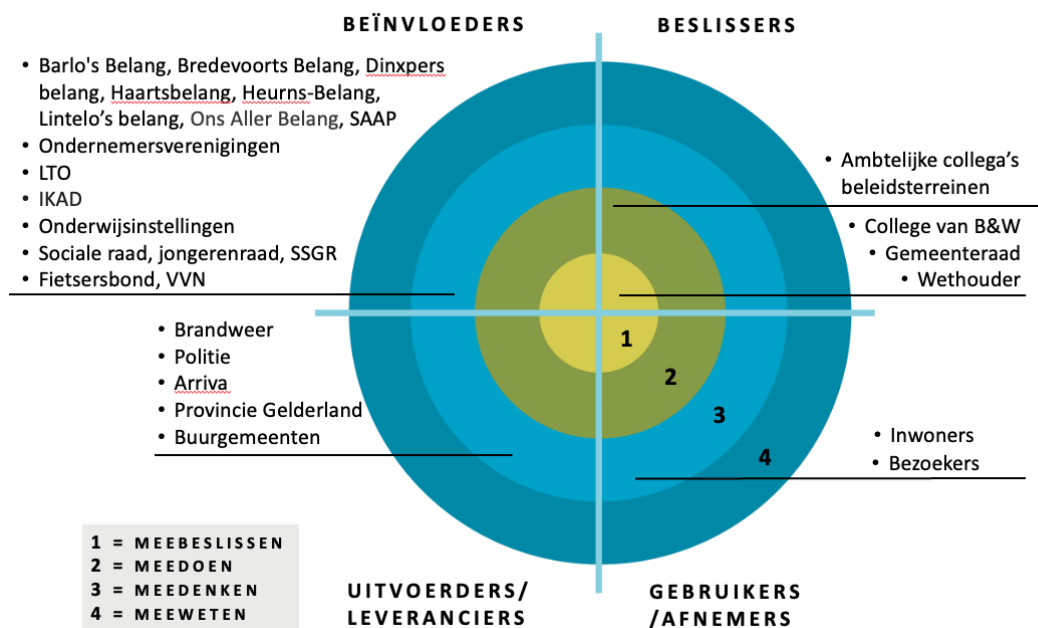 BEÏNVLOEDERS
BESLISSERS
• Barlo's Belang, Bredevoorts Belang, Dinxpers
belang, Haartsbelang, Heurns-Belang,
Lintelo’s belang, Ons Aller Belang, SAAP
• Ondernemersverenigingen
• LTO
• IKAD
• Onderwijsinstellingen
• Sociale raad, jongerenraad, SSGR
• Fietsersbond, VVN
• Ambtelijke collega’s
beleidsterreinen
• College van B&W
• Gemeenteraad
• Wethouder
• Brandweer
• Politie
• Arriva
• Provincie Gelderland
• Buurgemeenten
1
2
3
4
• Inwoners
• Bezoekers
1 = MEEBESLISSEN
2 = MEEDOEN
3 = MEEDENKEN
4 = MEEWETEN
UITVOERDERS/
LEVERANCIERS
GEBRUIKERS
/AFNEMERS